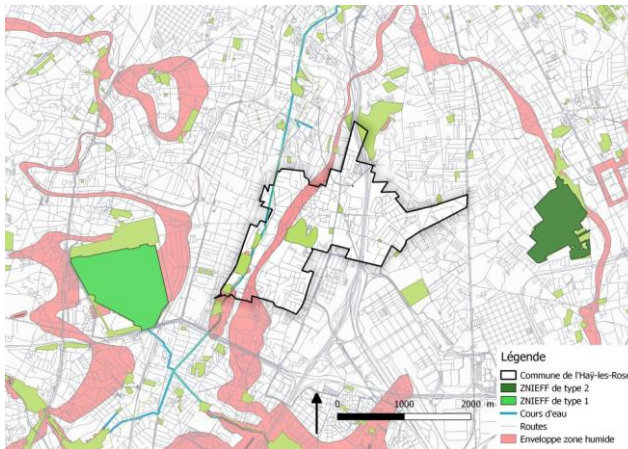 Légende
Commune de l'Haÿ-les-Rose
ZNIEFF de type 2
ZNIEFF de type 1
Cours d'eau
Routes
Enveloppe zone humide
0 1000 2000 m